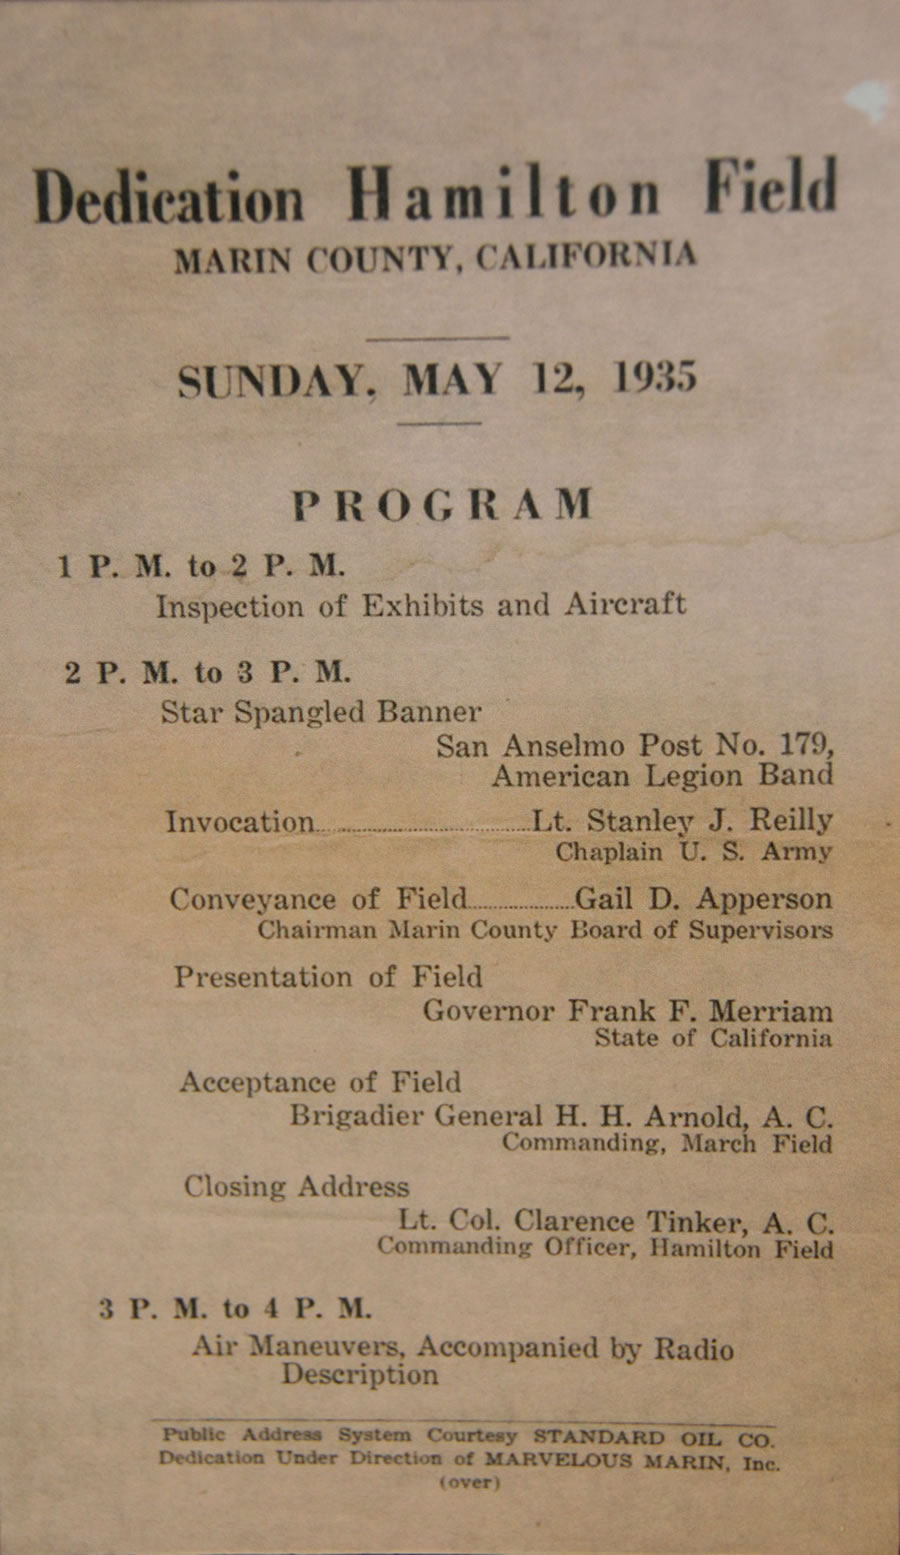 Dedication Hamilton Field
MARIN COUNTY, CALIFORNIA
SUNDAY, MAY 12, 1935
PROGRAM
1 P. M. to 2 P. M.
Inspection of Exhibits and Aircraft
2 P. M. to 3 P. M.
Star Spangled Banner
San Anselmo Post No. 179,
American Legion Band
Invocation..............................Lt. Stanley J. Reilly
Chaplain U. S. Army
Conveyance of Field...............Gail D. Apperson
Chairman Marin County Board of Supervisors
Presentation of Field
Governor Frank F. Merriam
State of California
Acceptance of Field
Brigadier General H. H. Arnold, A. C.
Commanding, March Field
Closing Address
Lt. Col. Clarence Tinker, A. C.
Commanding Officer, Hamilton Field
3 P. M. to 4 P. M.
Air Maneuvers, Accompanied by Radio
Description
Public Address System Courtesy STANDARD OIL CO.
Dedication Under Direction of MARVELOUS MARIN, Inc.
(over)